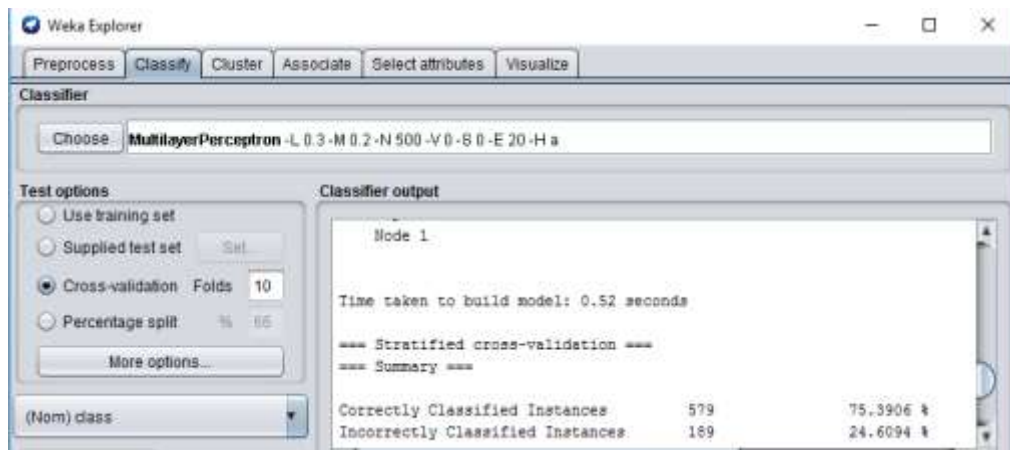 Weka Explorer
Preprocess Classify Cluster Associate Select attributes Visualize
Classifier
Choose MultilayerPerceptron -L 0.3 -M 0.2 -N 500 -V 0 -S 0 -E 20 -H a
Test options
Use training set
Supplied test set Set...
Cross-validation Folds 10
Percentage split % 66
More options...
(Nom) class
Classifier output
Node 1
Time taken to build model: 0.52 seconds
=== Stratified cross-validation ===
=== Summary ===
Correctly Classified Instances 579 75.3906 %
Incorrectly Classified Instances 189 24.6094 %